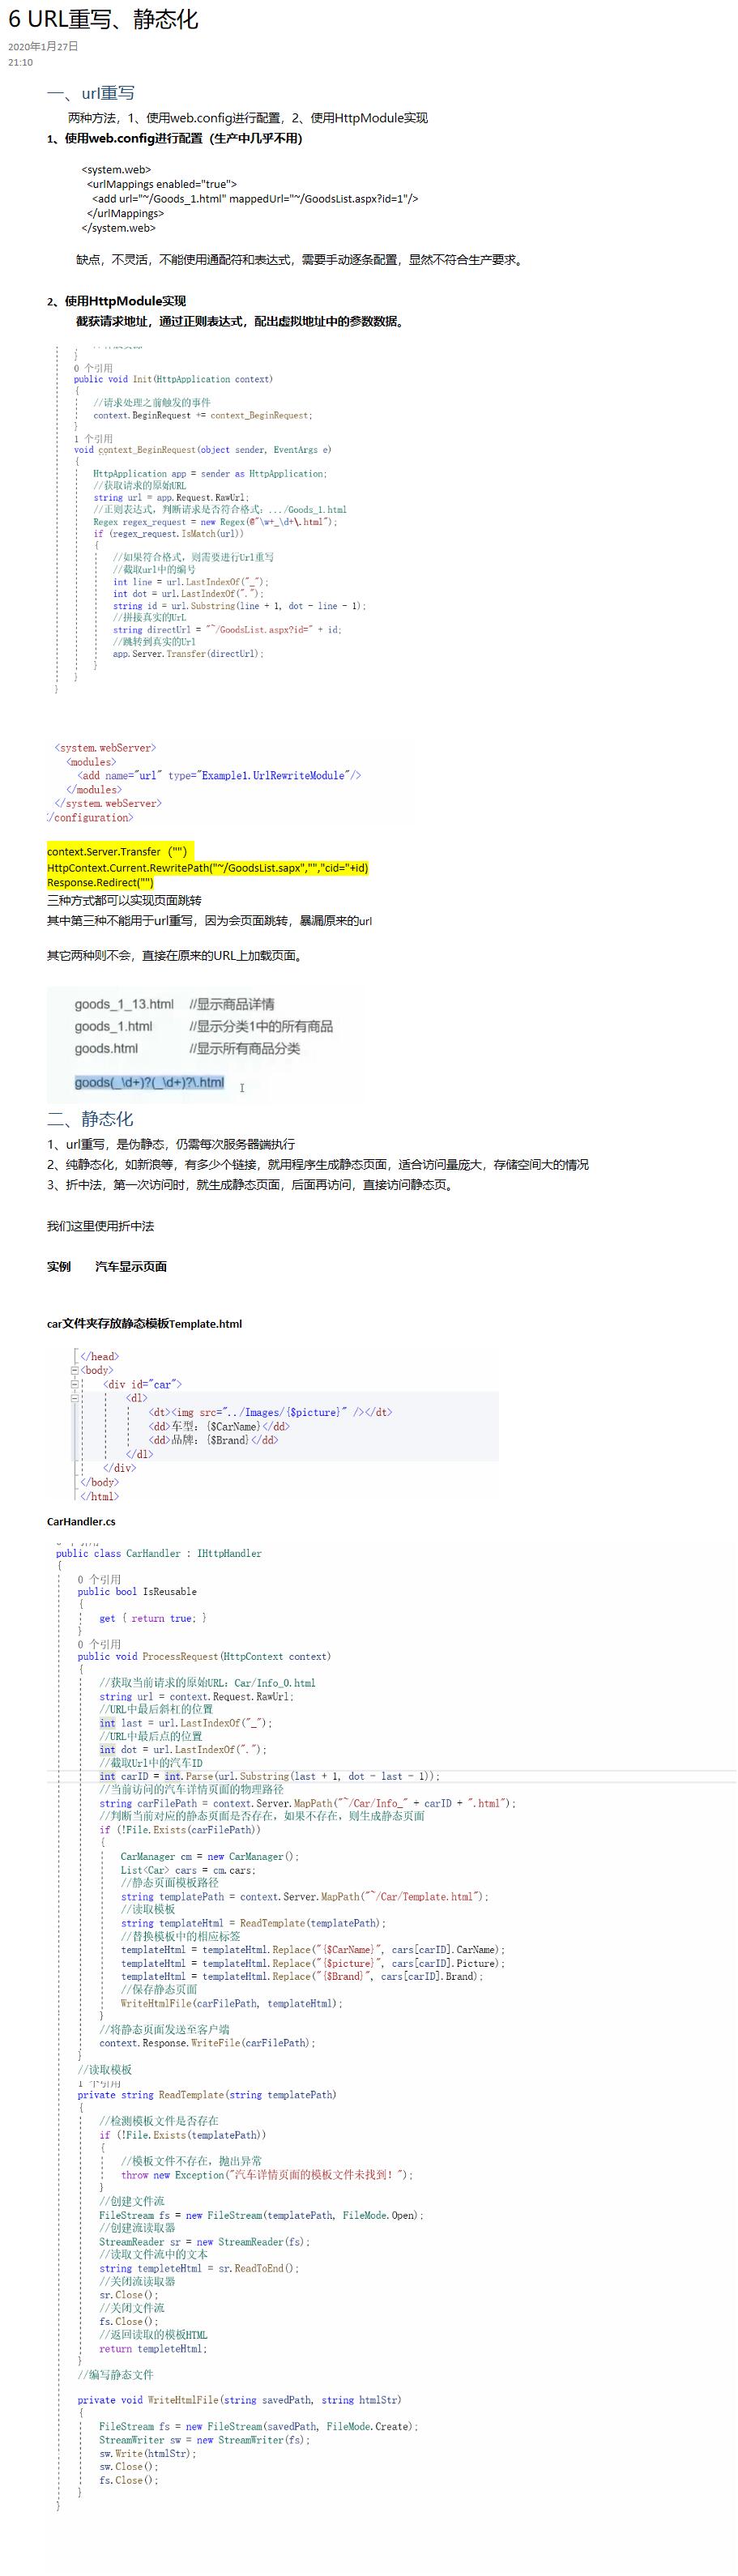 6 URL重写、静态化
2020年1月27日
21:10
一、url重写
两种方法，1、使用web.config进行配置，2、使用HttpModule实现
1、使用web.config进行配置（生产中几乎不用）
<system.web>
<urlMappings enabled="true">
<add url="~/Goods_1.html" mappedUrl="~/GoodsList.aspx?id=1"/>
</urlMappings>
</system.web>
缺点，不灵活，不能使用通配符和表达式，需要手动逐条配置，显然不符合生产要求。
2、使用HttpModule实现
截获请求地址，通过正则表达式，配出虚拟地址中的参数数据。
}
0 个引用
public void Init(HttpApplication context)
{
//请求处理之前触发的事件
context.BeginRequest += context_BeginRequest;
}
1 个引用
void context_BeginRequest(object sender, EventArgs e)
{
HttpApplication app = sender as HttpApplication;
//获取请求的原始URL
string url = app.Request.RawUrl;
//正则表达式，判断请求是否符合格式：.../Goods_1.html
Regex regex_request = new Regex(@"\w+_\d+\.html");
if (regex_request.IsMatch(url))
{
//如果符合格式，则需要进行Url重写
//截取url中的编号
int line = url.LastIndexOf("_");
int dot = url.LastIndexOf(".");
string id = url.Substring(line + 1, dot - line - 1);
//拼接真实的UrL
string directUrl = "~/GoodsList.aspx?id=" + id;
//跳转到真实的Url
app.Server.Transfer(directUrl);
}
}
}
<system.webServer>
<modules>
<add name="url" type="Example1.UrlRewriteModule"/>
</modules>
</system.webServer>
</configuration>
context.Server.Transfer（""）
HttpContext.Current.RewritePath("~/GoodsList.sapx","","cid="+id)
Response.Redirect("")
三种方式都可以实现页面跳转
其中第三种不能用于url重写，因为会页面跳转，暴漏原来的url
其它两种则不会，直接在原来的URL上加载页面。
goods_1_13.html //显示商品详情
goods_1.html //显示分类1中的所有商品
goods.html //显示所有商品分类
goods(_\d+)?(_\d+)?\.html
二、静态化
1、url重写，是伪静态，仍需每次服务器端执行
2、纯静态化，如新浪等，有多少个链接，就用程序生成静态页面，适合访问量庞大，存储空间大的情况
3、折中法，第一次访问时，就生成静态页面，后面再访问，直接访问静态页。
我们这里使用折中法
实例 汽车显示页面
car文件夹存放静态模板Template.html
</head>
<body>
<div id="car">
<dl>
<dt><img src="../Images/{$picture}" /></dt>
<dd>车型：{$CarName}</dd>
<dd>品牌：{$Brand}</dd>
</dl>
</div>
</body>
</html>
CarHandler.cs
public class CarHandler : IHttpHandler
{
0 个引用
public bool IsReusable
{
get { return true; }
}
0 个引用
public void ProcessRequest(HttpContext context)
{
//获取当前请求的原始URL：Car/Info_0.html
string url = context.Request.RawUrl;
//URL中最后斜杠的位置
int last = url.LastIndexOf("_");
//URL中最后点的位置
int dot = url.LastIndexOf(".");
//截取Url中的汽车ID
int carID = int.Parse(url.Substring(last + 1, dot - last - 1));
//当前访问的汽车详情页面的物理路径
string carFilePath = context.Server.MapPath("~/Car/Info_" + carID + ".html");
//判断当前对应的静态页面是否存在，如果不存在，则生成静态页面
if (!File.Exists(carFilePath))
{
CarManager cm = new CarManager();
List<Car> cars = cm.cars;
//静态页面模板路径
string templatePath = context.Server.MapPath("~/Car/Template.html");
//读取模板
string templateHtml = ReadTemplate(templatePath);
//替换模板中的相应标签
templateHtml = templateHtml.Replace("{$CarName}", cars[carID].CarName);
templateHtml = templateHtml.Replace("{$picture}", cars[carID].Picture);
templateHtml = templateHtml.Replace("{$Brand}", cars[carID].Brand);
//保存静态页面
WriteHtmlFile(carFilePath, templateHtml);
}
//将静态页面发送至客户端
context.Response.WriteFile(carFilePath);
}
//读取模板
1 个引用
private string ReadTemplate(string templatePath)
{
//检测模板文件是否存在
if (!File.Exists(templatePath))
{
//模板文件不存在，抛出异常
throw new Exception("汽车详情页面的模板文件未找到！");
}
//创建文件流
FileStream fs = new FileStream(templatePath, FileMode.Open);
//创建流读取器
StreamReader sr = new StreamReader(fs);
//读取文件流中的文本
string templeteHtml = sr.ReadToEnd();
//关闭流读取器
sr.Close();
//关闭文件流
fs.Close();
//返回读取的模板HTML
return templeteHtml;
}
//编写静态文件
private void WriteHtmlFile(string savedPath, string htmlStr)
{
FileStream fs = new FileStream(savedPath, FileMode.Create);
StreamWriter sw = new StreamWriter(fs);
sw.Write(htmlStr);
sw.Close();
fs.Close();
}
}